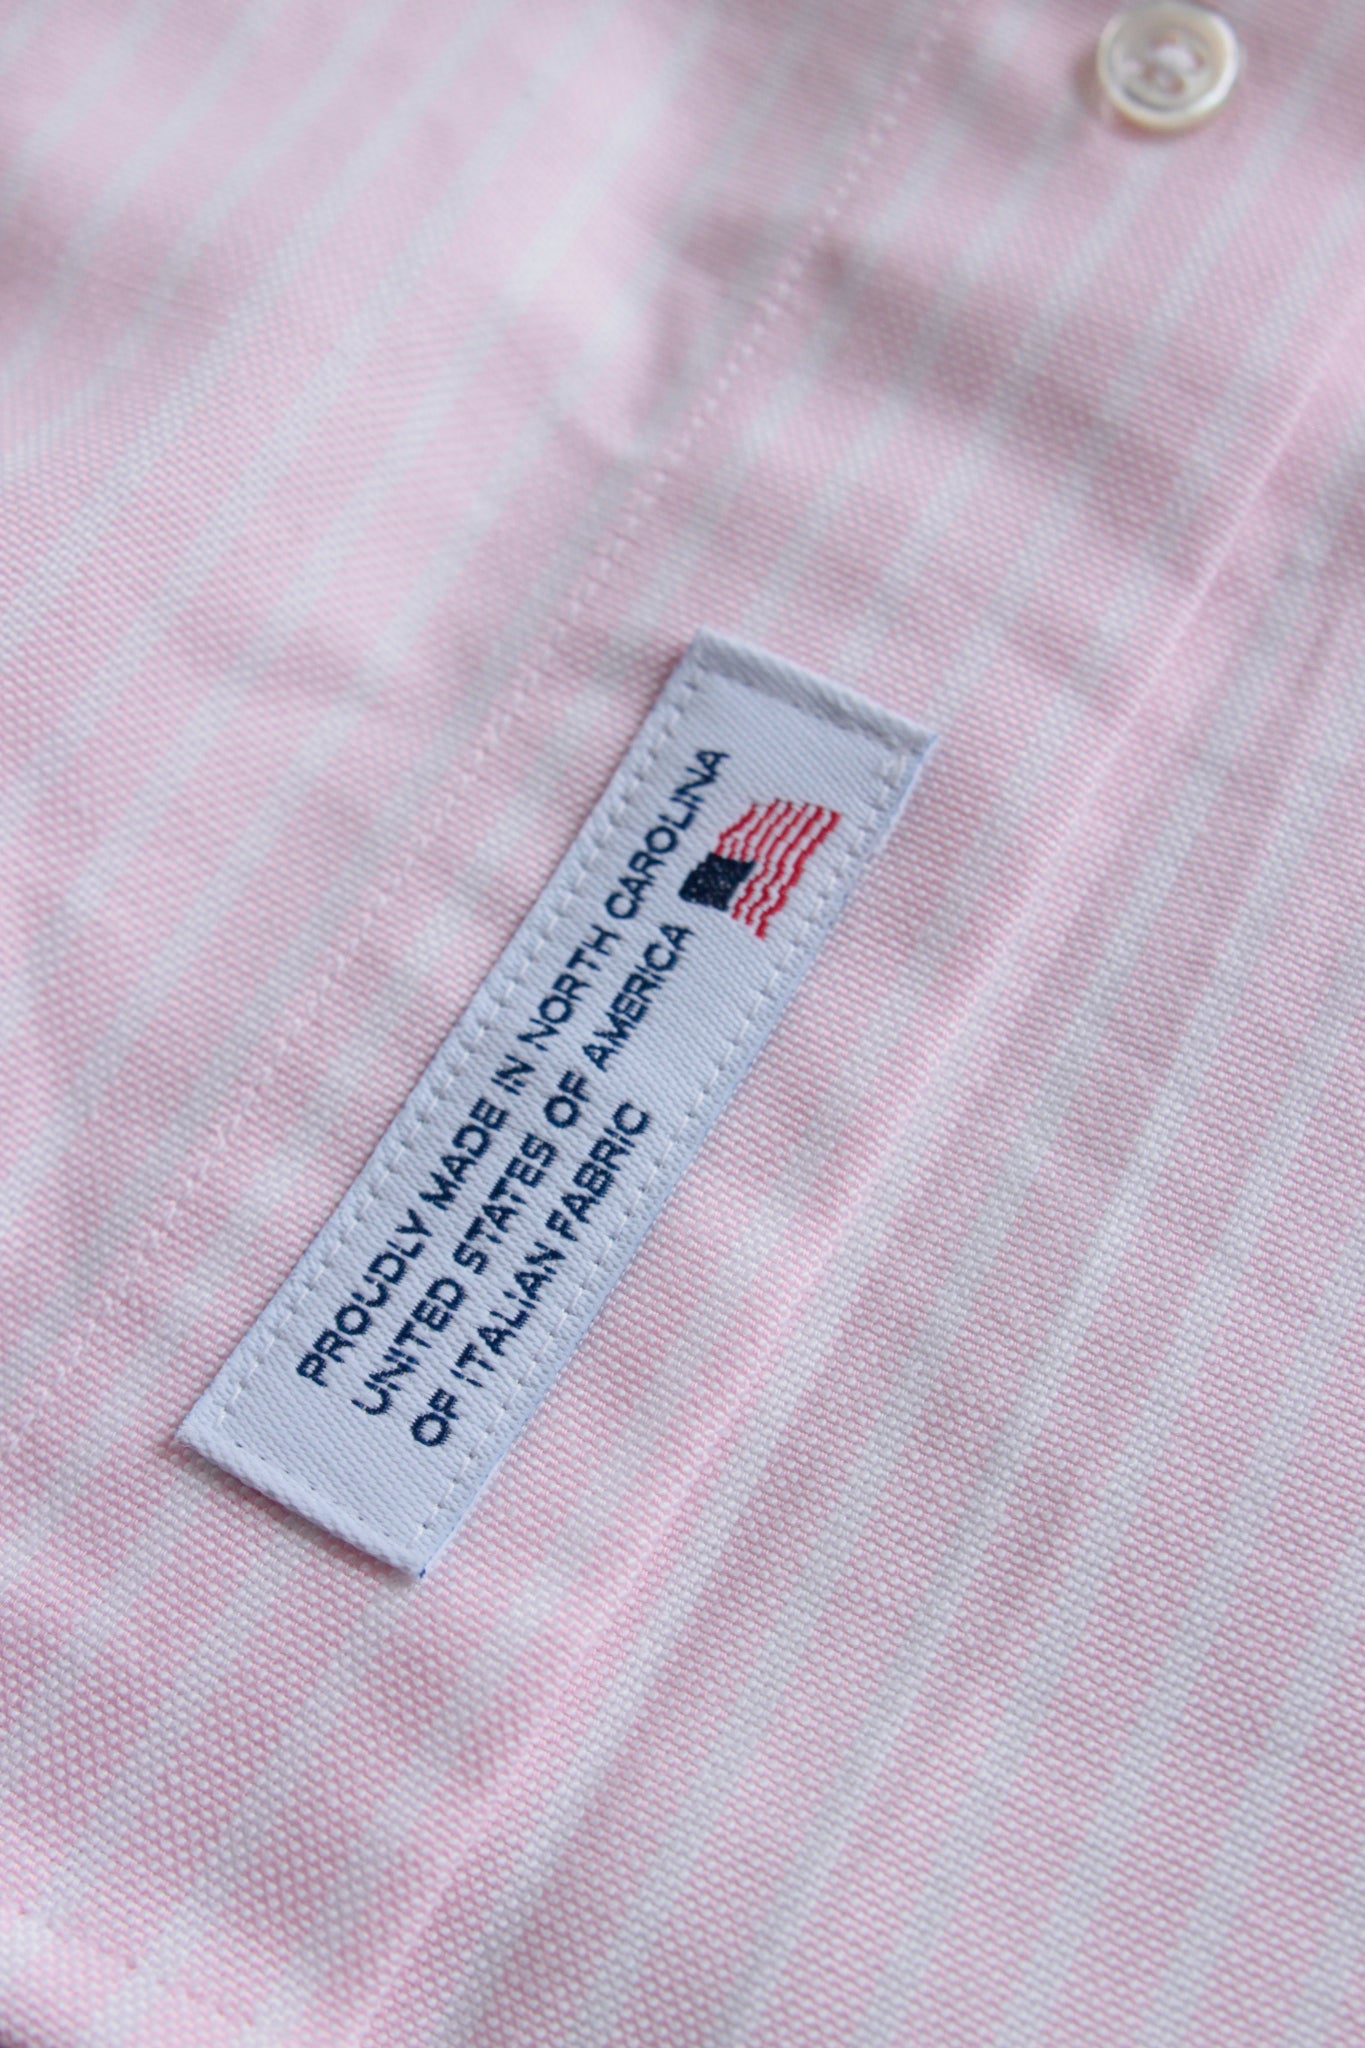 PROUDLY MADE IN NORTH CAROLINA
UNITED STATES OF AMERICA
OF ITALIAN FABRIC